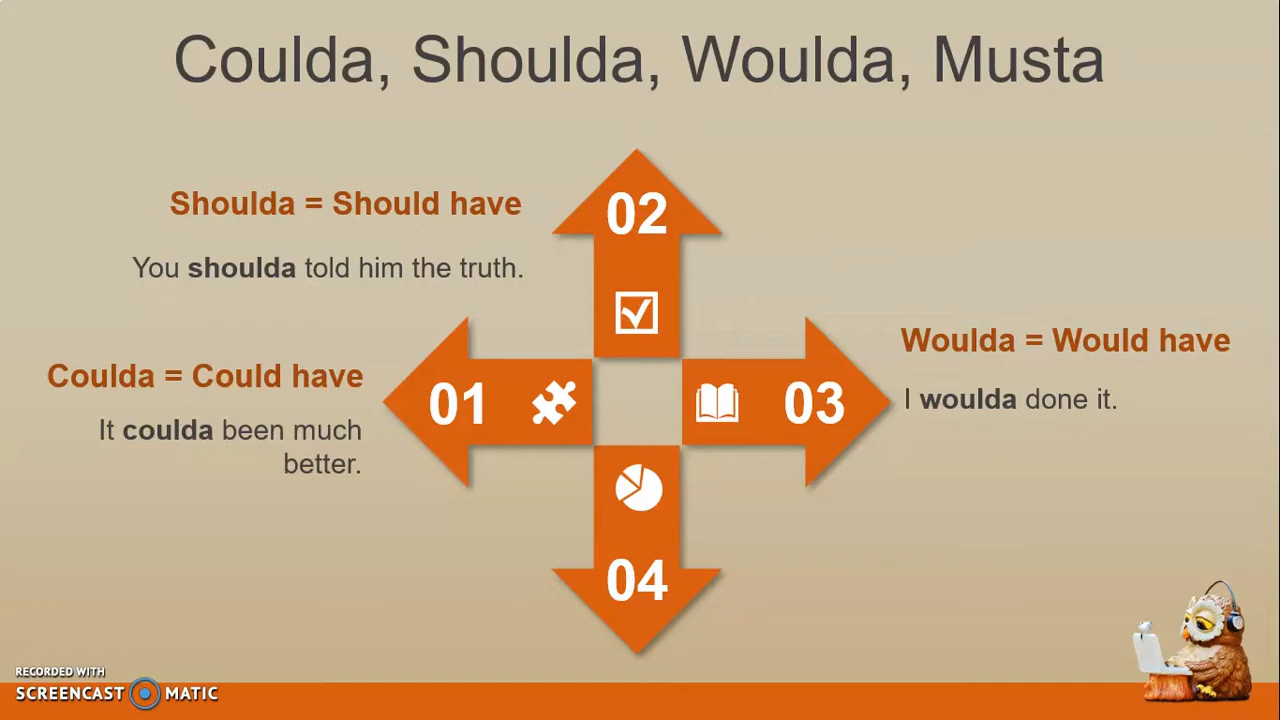 Coulda, Shoulda, Woulda, Musta
02
Shoulda = Should have
You shoulda told him the truth.
01
Coulda = Could have
It coulda been much
better.
03
Woulda = Would have
I woulda done it.
04
RECORDED WITH
SCREENCAST MATIC